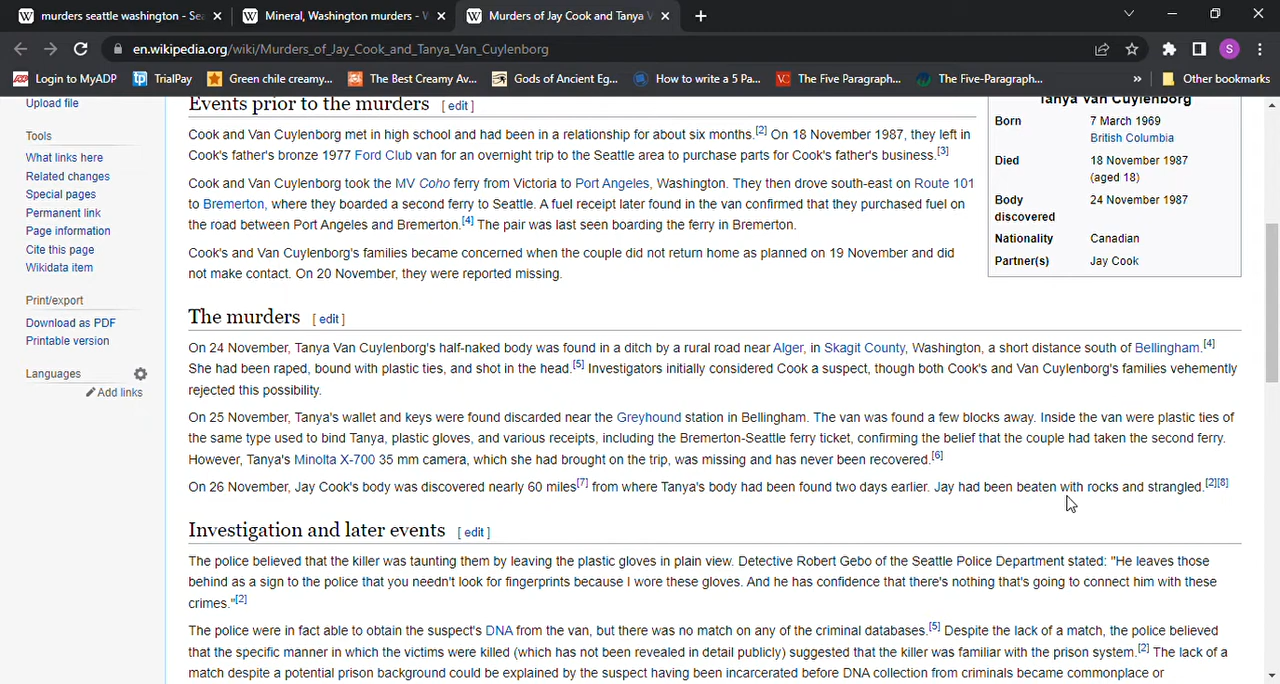 murders seattle washington - Sea
Mineral, Washington murders - W
Murders of Jay Cook and Tanya V
en.wikipedia.org/wiki/Murders_of_Jay_Cook_and_Tanya_Van_Cuylenborg
S
Login to MyADP
TrialPay
Green chile creamy...
The Best Creamy Av...
Gods of Ancient Eg...
How to write a 5 Pa...
The Five Paragraph...
The Five-Paragraph...
»
Other bookmarks
Upload file
Tools
What links here
Related changes
Special pages
Permanent link
Page information
Cite this page
Wikidata item
Print/export
Download as PDF
Printable version
Languages
Add links
Events prior to the murders [ edit ]
Cook and Van Cuylenborg met in high school and had been in a relationship for about six months.[2] On 18 November 1987, they left in
Cook's father's bronze 1977 Ford Club van for an overnight trip to the Seattle area to purchase parts for Cook's father's business.[3]
Cook and Van Cuylenborg took the MV Coho ferry from Victoria to Port Angeles, Washington. They then drove south-east on Route 101
to Bremerton, where they boarded a second ferry to Seattle. A fuel receipt later found in the van confirmed that they purchased fuel on
the road between Port Angeles and Bremerton.[4] The pair was last seen boarding the ferry in Bremerton.
Cook's and Van Cuylenborg's families became concerned when the couple did not return home as planned on 19 November and did
not make contact. On 20 November, they were reported missing.
Tanya Van Cuylenborg
Born 7 March 1969
British Columbia
Died 18 November 1987
(aged 18)
Body 24 November 1987
discovered
Nationality Canadian
Partner(s) Jay Cook
The murders [ edit ]
On 24 November, Tanya Van Cuylenborg's half-naked body was found in a ditch by a rural road near Alger, in Skagit County, Washington, a short distance south of Bellingham.[4]
She had been raped, bound with plastic ties, and shot in the head.[5] Investigators initially considered Cook a suspect, though both Cook's and Van Cuylenborg's families vehemently
rejected this possibility.
On 25 November, Tanya's wallet and keys were found discarded near the Greyhound station in Bellingham. The van was found a few blocks away. Inside the van were plastic ties of
the same type used to bind Tanya, plastic gloves, and various receipts, including the Bremerton-Seattle ferry ticket, confirming the belief that the couple had taken the second ferry.
However, Tanya's Minolta X-700 35 mm camera, which she had brought on the trip, was missing and has never been recovered.[6]
On 26 November, Jay Cook's body was discovered nearly 60 miles[7] from where Tanya's body had been found two days earlier. Jay had been beaten with rocks and strangled.[2][8]
Investigation and later events [ edit ]
The police believed that the killer was taunting them by leaving the plastic gloves in plain view. Detective Robert Gebo of the Seattle Police Department stated: "He leaves those
behind as a sign to the police that you needn't look for fingerprints because I wore these gloves. And he has confidence that there's nothing that's going to connect him with these
crimes."[2]
The police were in fact able to obtain the suspect's DNA from the van, but there was no match on any of the criminal databases.[5] Despite the lack of a match, the police believed
that the specific manner in which the victims were killed (which has not been revealed in detail publicly) suggested that the killer was familiar with the prison system.[2] The lack of a
match despite a potential prison background could be explained by the suspect having been incarcerated before DNA collection from criminals became commonplace or